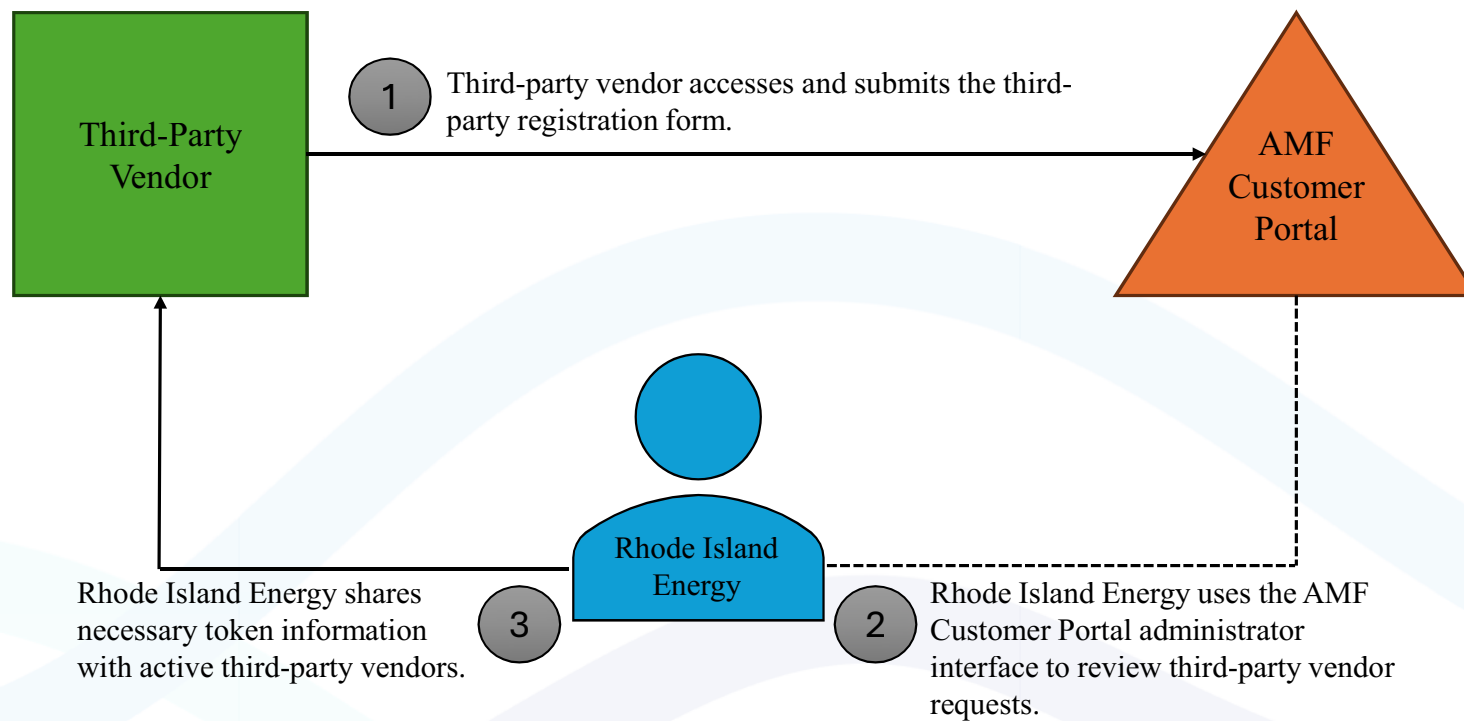 Third-Party
Vendor
1
Third-party vendor accesses and submits the third-
party registration form.
AMF
Customer
Portal
Rhode Island
Energy
2
Rhode Island Energy uses the AMF
Customer Portal administrator
interface to review third-party vendor
requests.
3
Rhode Island Energy shares
necessary token information
with active third-party vendors.